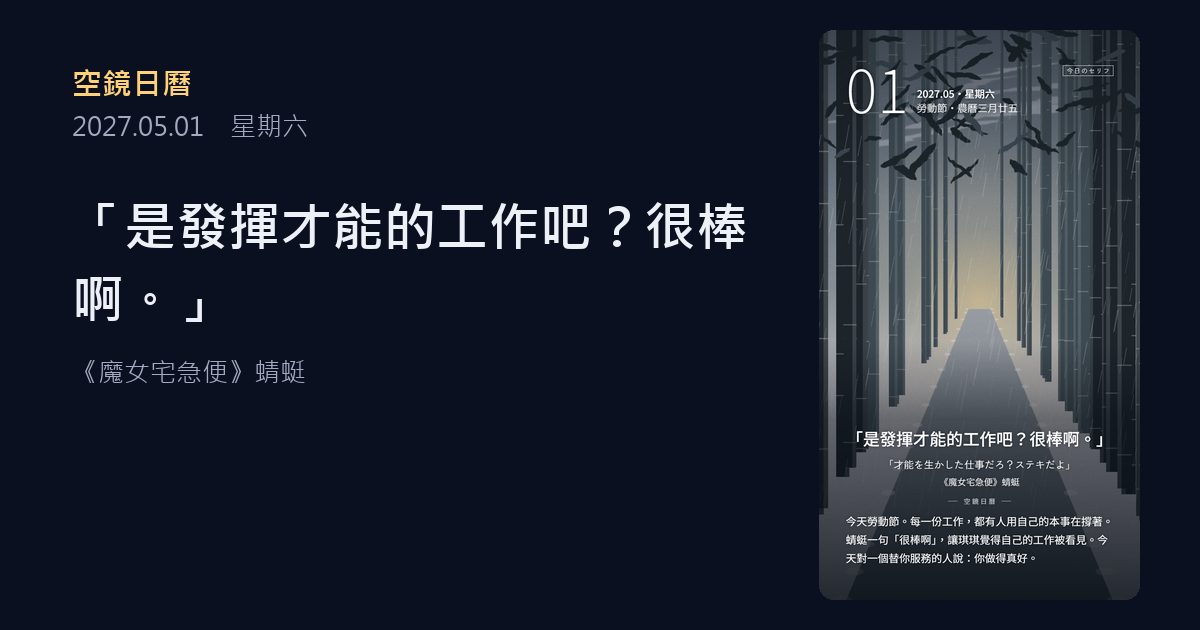 空鏡日曆
2027.05.01 星期六
「是發揮才能的工作吧？很棒
啊。」
《魔女宅急便》蜻蜓
01
今日のセリフ
2027.05・星期六
勞動節・農曆三月廿五
「是發揮才能的工作吧？很棒啊。」
「才能を生かした仕事だろ？ステキだよ」
《魔女宅急便》蜻蜓
空鏡日曆
今天勞動節。每一份工作，都有人用自己的本事在撐著。
蜻蜓一句「很棒啊」，讓琪琪覺得自己的工作被看見。今
天對一個替你服務的人說：你做得真好。